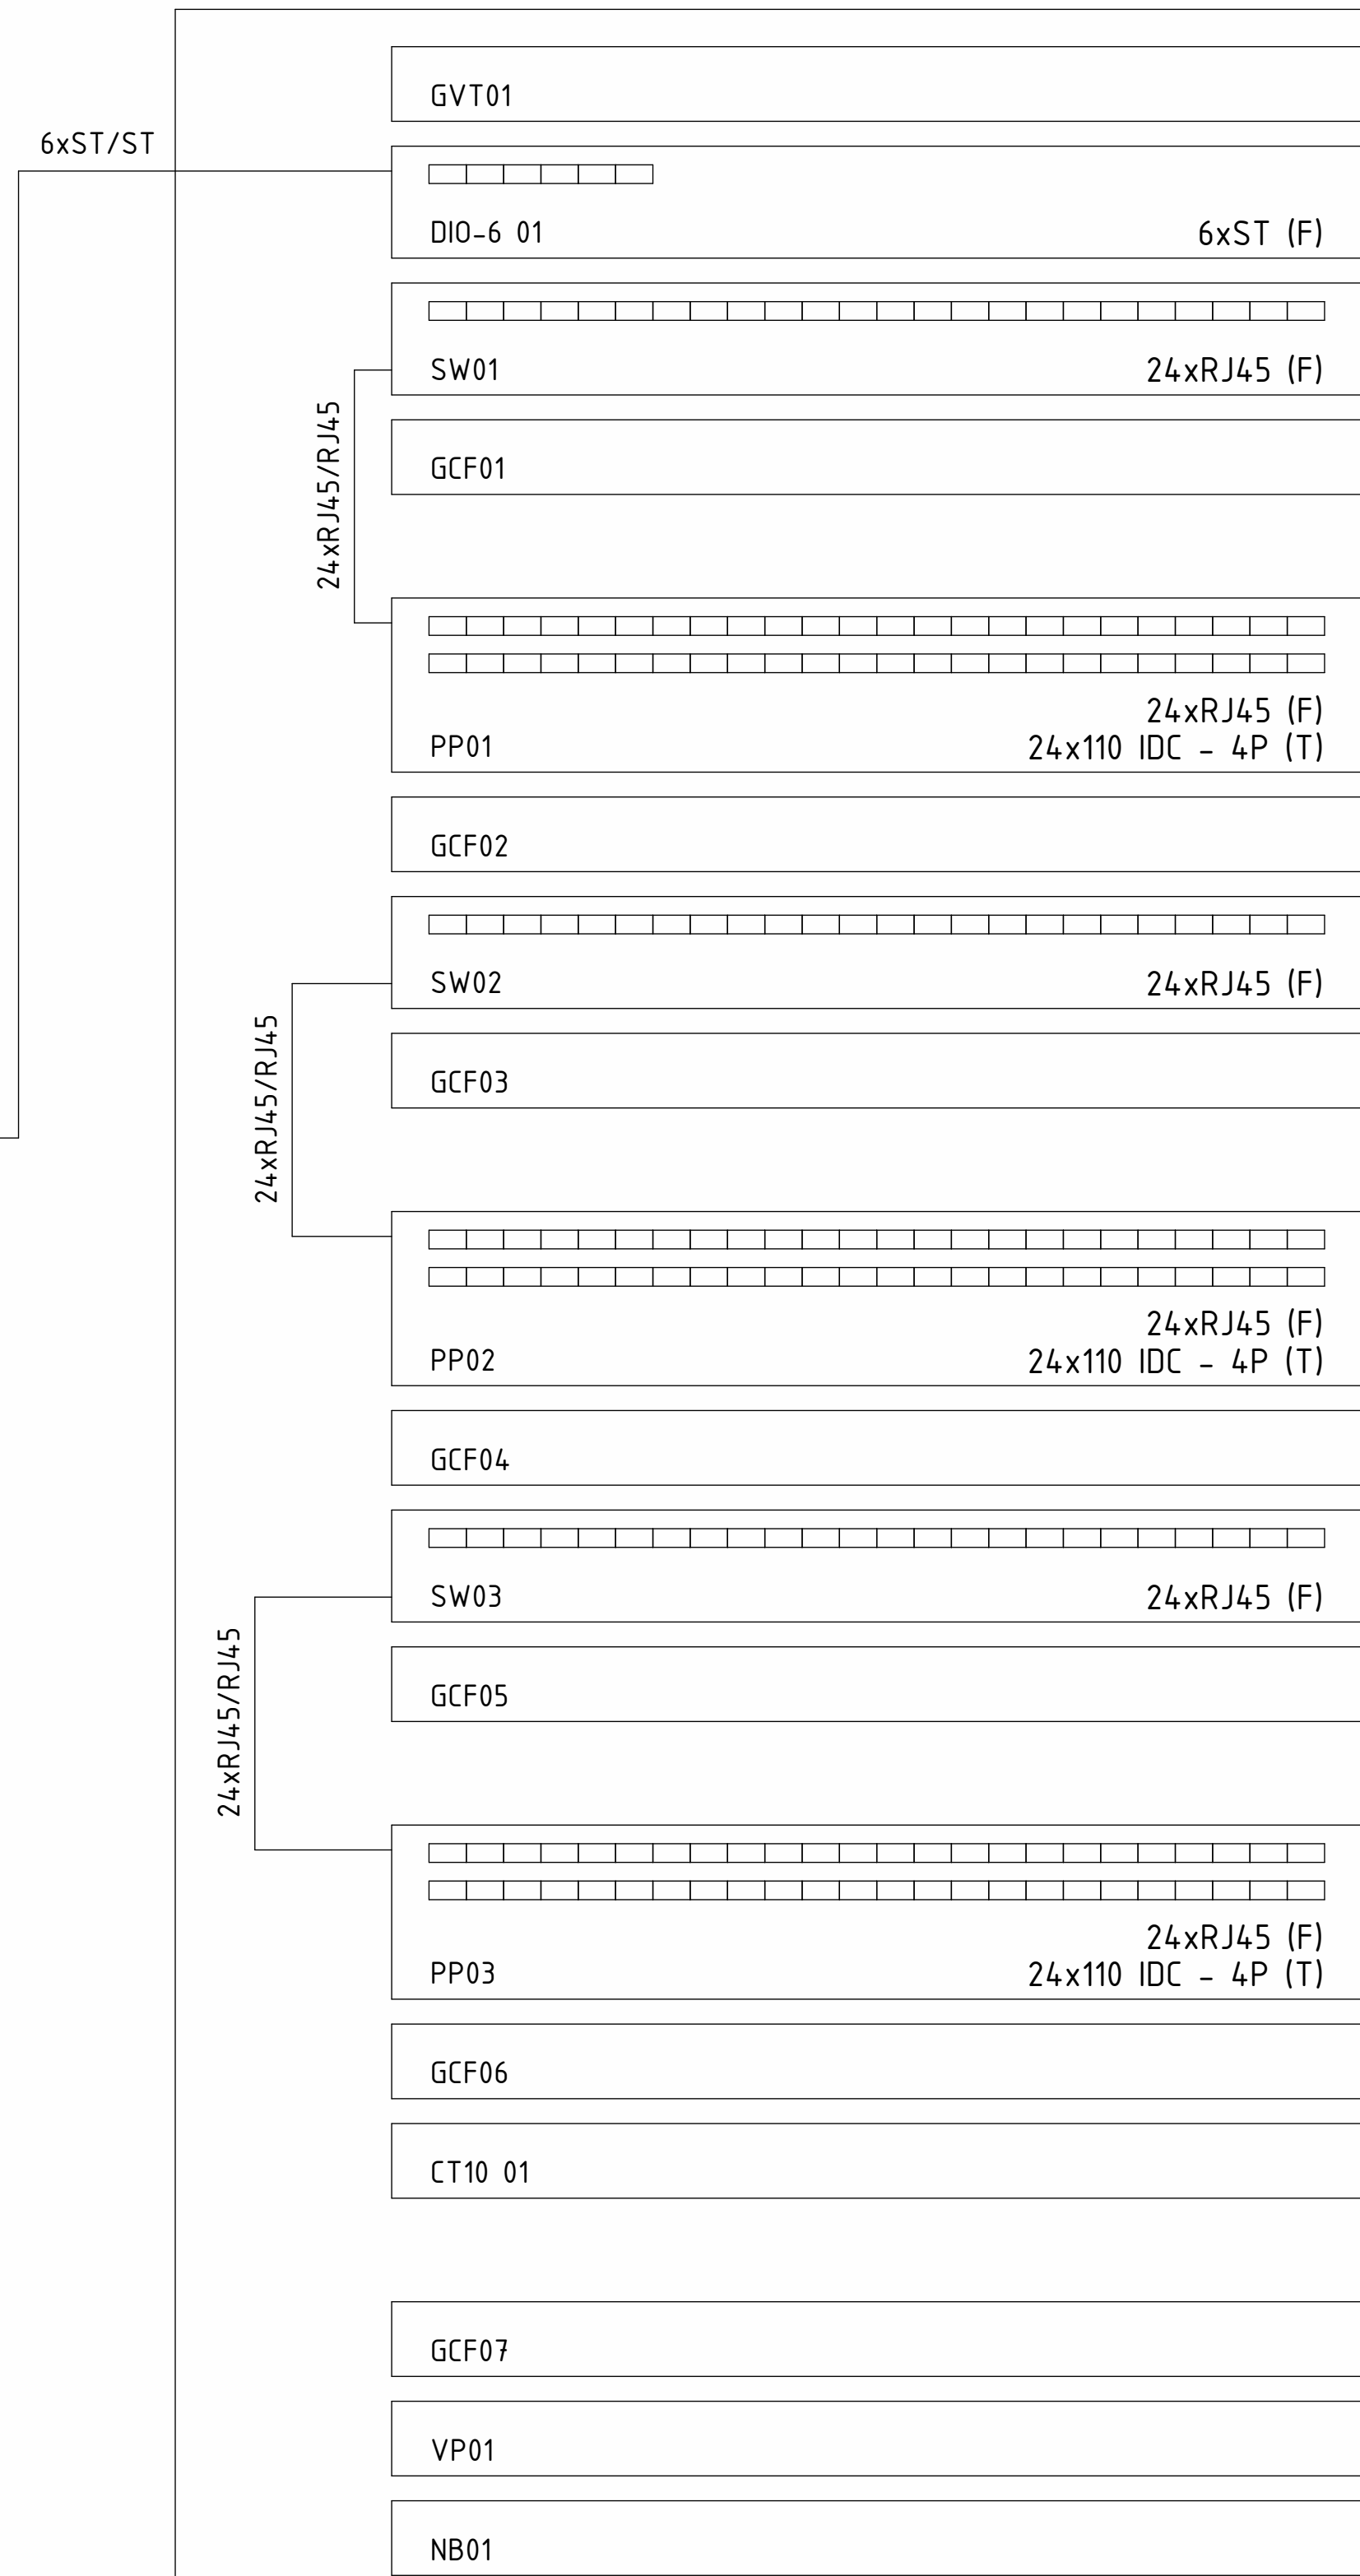 GVT01
6xST/ST
DIO-6 01 6xST (F)
SW01 24xRJ45 (F)
24xRJ45/RJ45
GCF01
24xRJ45 (F)
PP01 24x110 IDC - 4P (T)
GCF02
SW02 24xRJ45 (F)
24xRJ45/RJ45
GCF03
24xRJ45 (F)
PP02 24x110 IDC - 4P (T)
GCF04
SW03 24xRJ45 (F)
24xRJ45/RJ45
GCF05
24xRJ45 (F)
PP03 24x110 IDC - 4P (T)
GCF06
CT10 01
GCF07
VP01
NB01